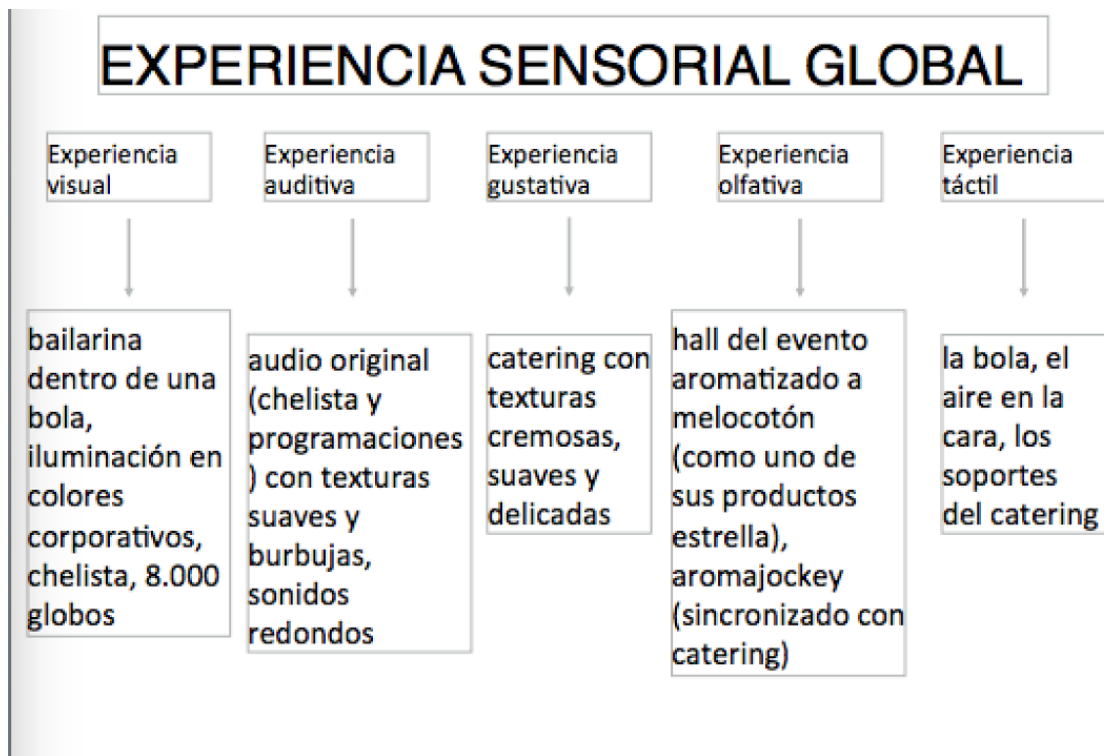 EXPERIENCIA SENSORIAL GLOBAL
Experiencia
visual
Experiencia
auditiva
Experiencia
gustativa
Experiencia
olfativa
Experiencia
táctil
bailarina
dentro de una
bola,
iluminación en
colores
corporativos,
chelista, 8.000
globos
audio original
(chelista y
programaciones
) con texturas
suaves y
burbujas,
sonidos
redondos
catering con
texturas
cremosas,
suaves y
delicadas
hall del evento
aromatizado a
melocotón
(como uno de
sus productos
estrella),
aromajockey
(sincronizado con
catering)
la bola, el
aire en la
cara, los
soportes
del catering